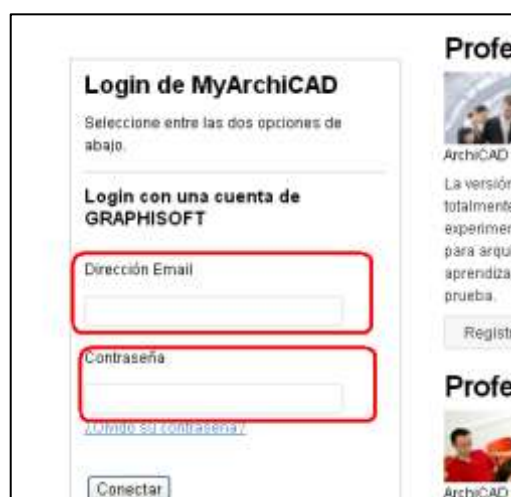 Login de MyArchiCAD
Seleccione entre las dos opciones de
abajo.
Login con una cuenta de
GRAPHISOFT
Dirección Email
Contraseña
¿Olvidó su contraseña?
Conectar
Profe
ArchiCAD
La versión
totalmente
experimen
para arqui
aprendiza
prueba.
Registr
Profe
ArchiCAD